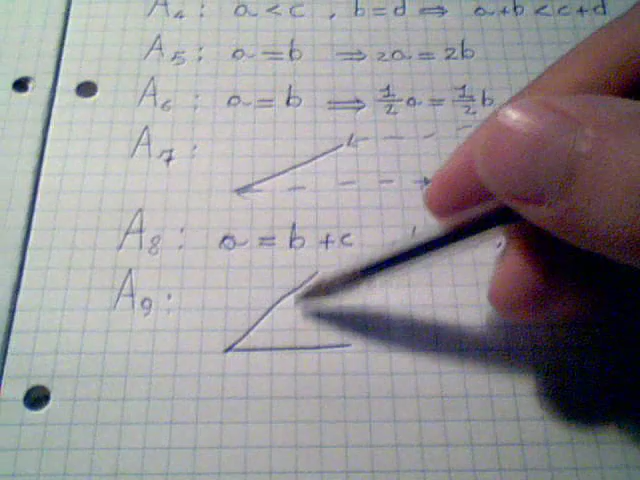 A₄: a < c , b = d ⇒ a+b < c+d
A₅: a = b ⇒ 2a = 2b
A₆: a = b ⇒ ½a = ½b
A₇:
A₈: a = b + c
A₉: